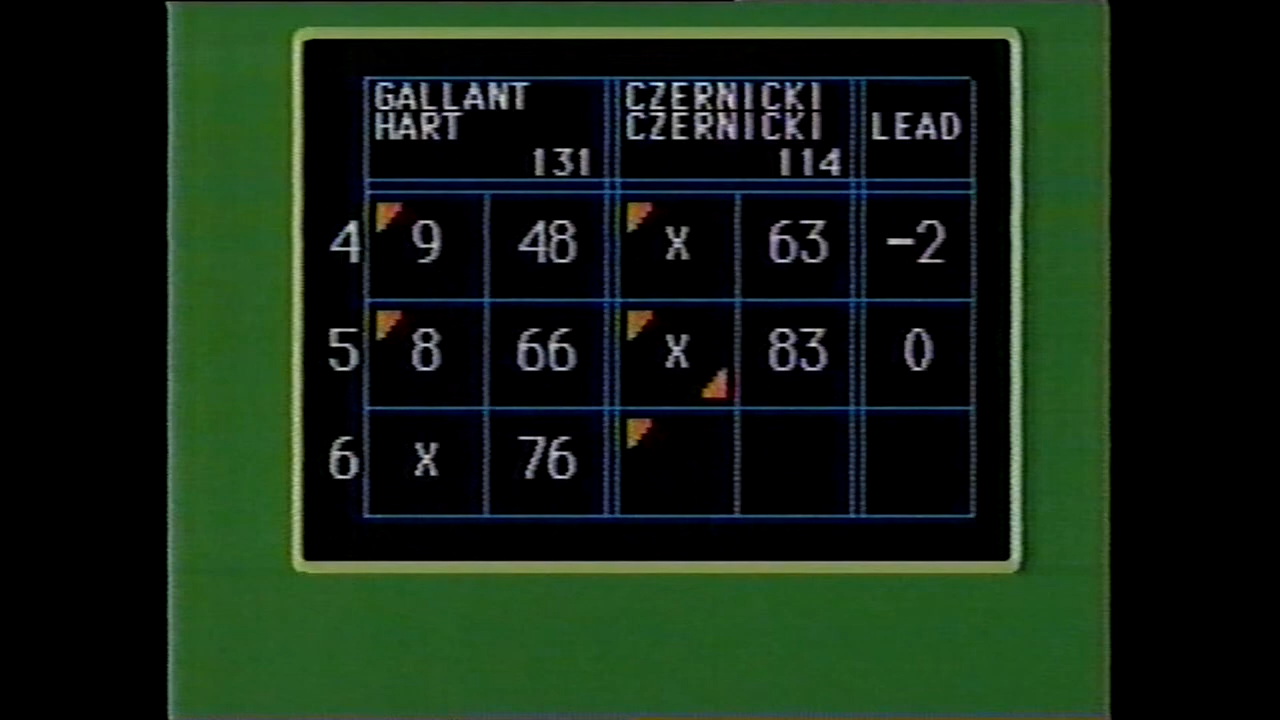 GALLANT CZERNICKI
HART CZERNICKI LEAD
131 114
4 9 48 x 63 -2
5 8 66 x 83 0
6 x 76